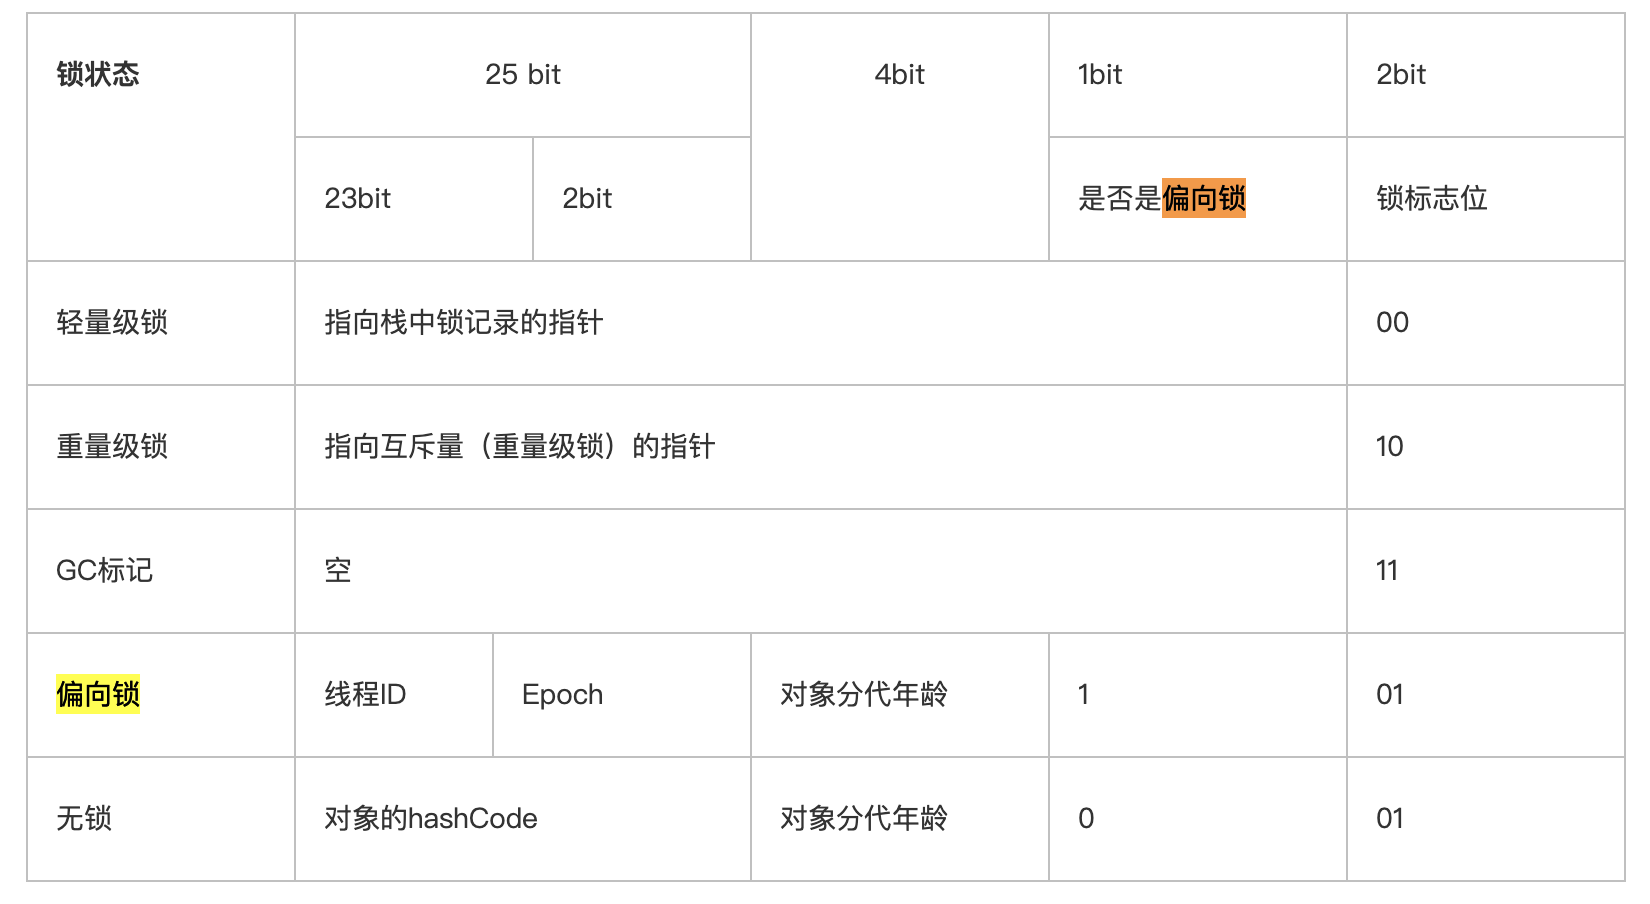 锁状态 25 bit 4bit 1bit 2bit
23bit 2bit 是否是偏向锁 锁标志位
轻量级锁 指向栈中锁记录的指针 00
重量级锁 指向互斥量（重量级锁）的指针 10
GC标记 空 11
偏向锁 线程ID Epoch 对象分代年龄 1 01
无锁 对象的hashCode 对象分代年龄 0 01